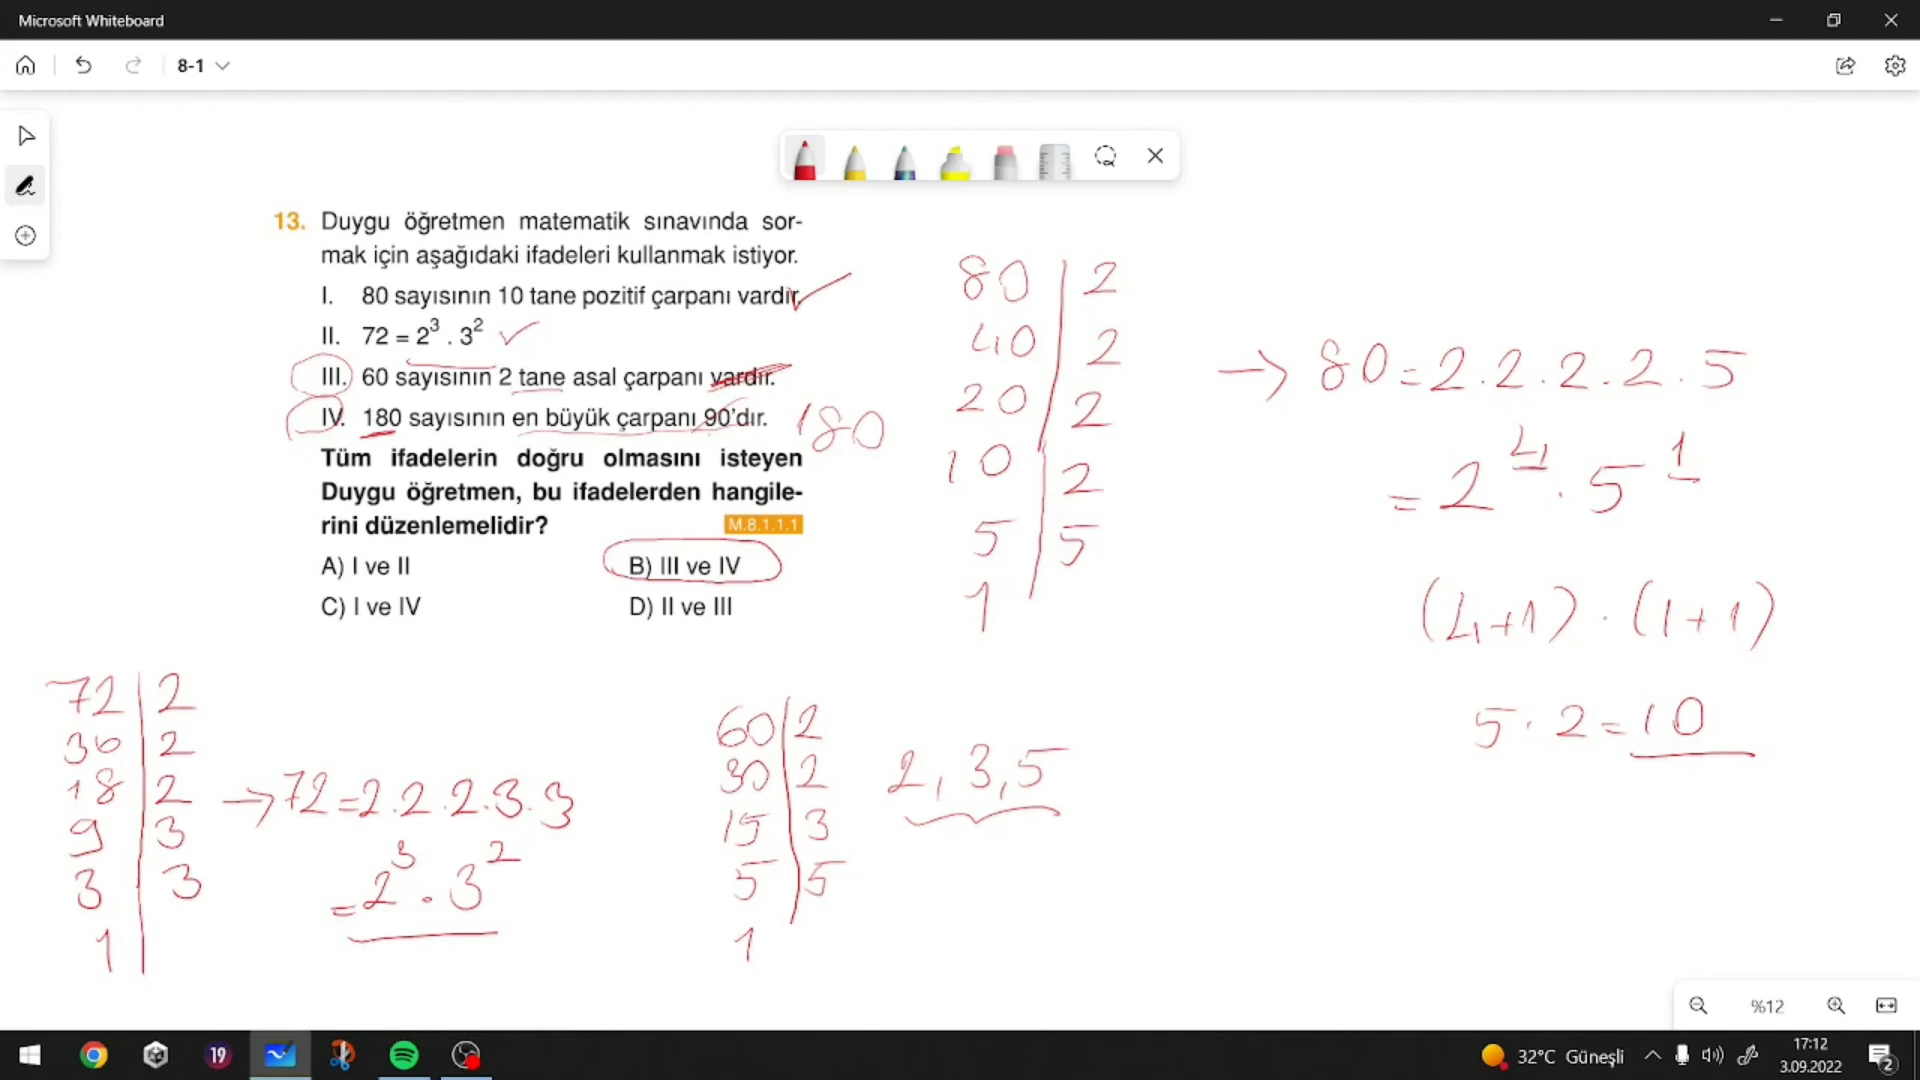 Microsoft Whiteboard
8-1
13. Duygu öğretmen matematik sınavında sor-
mak için aşağıdaki ifadeleri kullanmak istiyor.
I. 80 sayısının 10 tane pozitif çarpanı vardır.
II. 72 = 2³ . 3²
III. 60 sayısının 2 tane asal çarpanı vardır.
IV. 180 sayısının en büyük çarpanı 90'dır.
180
Tüm ifadelerin doğru olmasını isteyen
Duygu öğretmen, bu ifadelerden hangile-
rini düzenlemelidir?
M.8.1.1.1
A) I ve II
B) III ve IV
C) I ve IV
D) II ve III
80 2
40 2
20 2
10 2
5 5
1
→ 80 = 2.2.2.2.5
= 2⁴ . 5¹
(4+1) . (1+1)
5.2=10
72 2
36 2
18 2
9 3
3 3
1
→ 72 = 2.2.2.3.3
= 2³ . 3²
60 2
30 2
15 3
5 5
1
2, 3, 5
%12
19
32°C Güneşli
17:12
3.09.2022
2